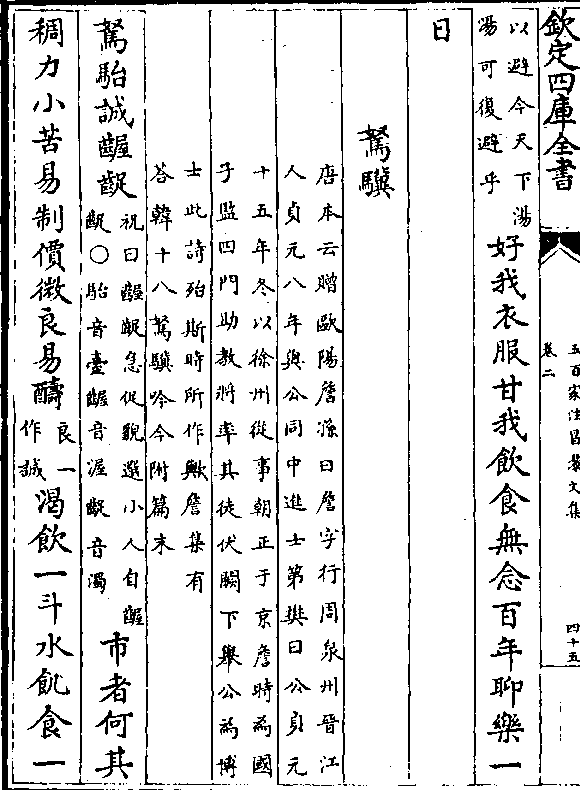 欽定四庫全書
五百家注昌黎文集
卷二
四十五
以避今天下湯
湯可復避乎
好我衣服甘我飲食無念百年聊樂一
日
駑驥
唐本云贈歐陽詹孫曰詹字行周泉州晉江
人貞元八年與公同中進士第樊曰公貞元
十五年冬以徐州從事朝正于京詹時為國
子監四門助教將率其徒伏闕下舉公為博
士此詩殆斯時所作歟詹集有
答韓十八駑驥吟今附篇末
駑駘誠齷齪
祝曰齷齪急促貌選小人自齷
齪○駘音臺齷音渥齪音濁
市者何其
稠力小苦易制價微良易醻
良一
作誠
渴飲一斗水飢食一